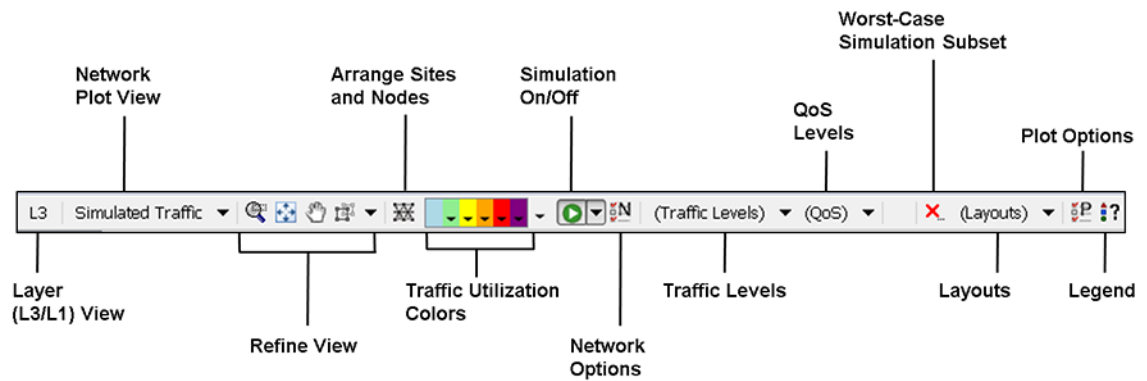 Worst-Case
Simulation Subset
Network
Plot View
Arrange Sites
and Nodes
Simulation
On/Off
QoS
Levels
Plot Options
L3
Simulated Traffic
N
(Traffic Levels)
(QoS)
(Layouts)
P
?
Layer
(L3/L1) View
Traffic Utilization
Colors
Traffic Levels
Layouts
Legend
Refine View
Network
Options